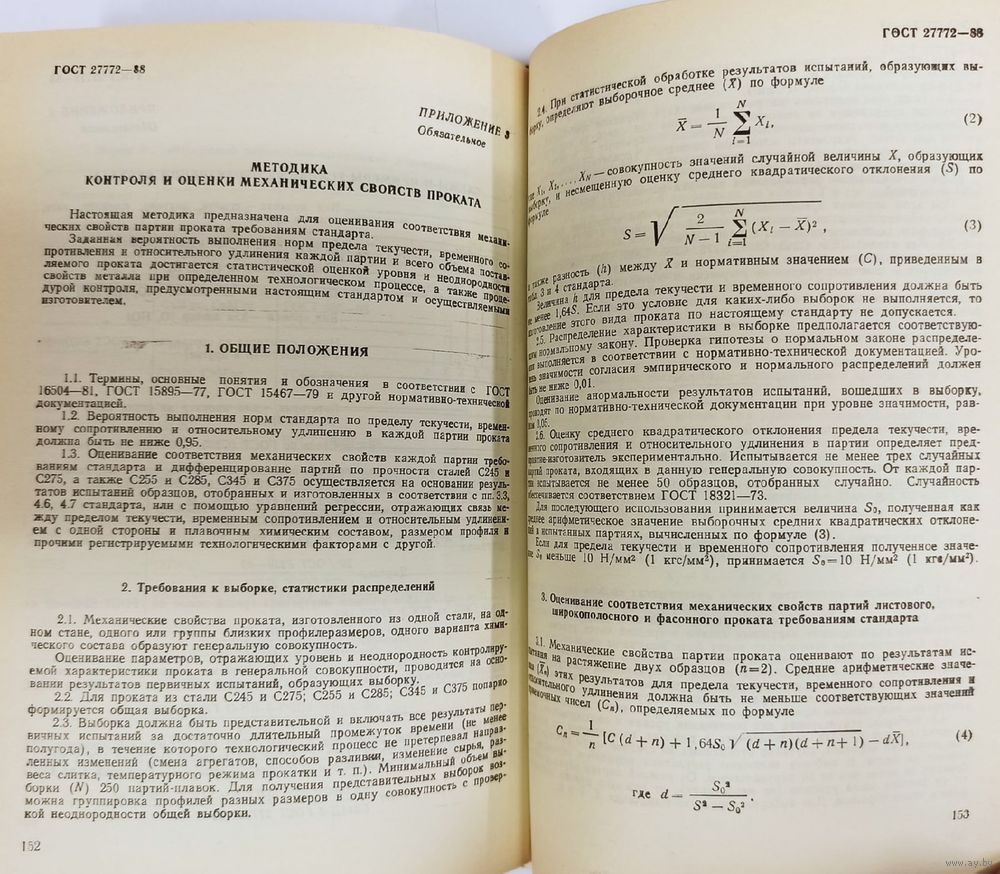 ГОСТ 27772—88
ПРИЛОЖЕНИЕ 3
Обязательное
МЕТОДИКА
КОНТРОЛЯ И ОЦЕНКИ МЕХАНИЧЕСКИХ СВОЙСТВ ПРОКАТА
Настоящая методика предназначена для оценивания соответствия механи-
ческих свойств партии проката требованиям стандарта.
Заданная вероятность выполнения норм предела текучести, временного со-
противления и относительного удлинения каждой партии и всего объема постав-
ляемого проката достигается статистической оценкой уровня и неоднородности
свойств металла при определенном технологическом процессе, а также проце-
дурой контроля, предусмотренными настоящим стандартом и осуществляемыми
изготовителем.
1. ОБЩИЕ ПОЛОЖЕНИЯ
1.1. Термины, основные понятия и обозначения в соответствии с ГОСТ
16504—81, ГОСТ 15895—77, ГОСТ 15467—79 и другой нормативно-технической
документацией.
1.2. Вероятность выполнения норм стандарта по пределу текучести, времен-
ному сопротивлению и относительному удлинению в каждой партии проката
должна быть не ниже 0,95.
1.3. Оценивание соответствия механических свойств каждой партии требо-
ваниям стандарта и дифференцирование партий по прочности сталей С245 и
С275, а также С255 и С285, С345 и С375 осуществляется на основании резуль-
татов испытаний образцов, отобранных и изготовленных в соответствии с пп. 3.3,
4.6, 4.7 стандарта, или с помощью уравнений регрессии, отражающих связь ме-
жду пределом текучести, временным сопротивлением и относительным удлинени-
ем с одной стороны и плавочным химическим составом, размером профиля и
прочими регистрируемыми технологическими факторами с другой.
2. Требования к выборке, статистики распределений
2.1. Механические свойства проката, изготовленного из одной стали, на од-
ном стане, одного или группы близких профилеразмеров, одного варианта хими-
ческого состава образуют генеральную совокупность.
Оценивание параметров, отражающих уровень и неоднородность контролиру-
емой характеристики проката в генеральной совокупности, проводится на осно-
вании результатов первичных испытаний, образующих выборку.
2.2. Для проката из стали С245 и С275; С255 и С285; С345 и С375 попарно
формируется общая выборка.
2.3. Выборка должна быть представительной и включать все результаты пер-
вичных испытаний за достаточно длительный промежуток времени (не менее
полугода), в течение которого технологический процесс не претерпевал направ-
ленных изменений (смена агрегатов, способов разливки, изменение сырья, раз-
веса слитка, температурного режима прокатки и т. п.). Минимальный объем вы-
борки (N) 250 партий-плавок. Для получения представительных выборок воз-
можна группировка профилей разных размеров в одну совокупность с провер-
кой неоднородности общей выборки.
152
ГОСТ 27772—88
2.4. При статистической обработке результатов испытаний, образующих вы-
борку, определяют выборочное среднее (X̄) по формуле
X̄ = 1/N ∑ᵢ₌₁ᴺ Xᵢ, (2)
где X₁, X₂, . . ., X_N — совокупность значений случайной величины X, образующих
выборку, и несмещенную оценку среднего квадратического отклонения (S) по
формуле
S = √ 2/(N−1) ∑ᵢ₌₁ᴺ (Xᵢ − X̄)² , (3)
а также разность (h) между X̄ и нормативным значением (C), приведенным в
табл 3 и 4 стандарта.
Величина h для предела текучести и временного сопротивления должна быть
не менее 1,64S. Если это условие для каких-либо выборок не выполняется, то
изготовление этого вида проката по настоящему стандарту не допускается.
2.5. Распределение характеристики в выборке предполагается соответствую-
щим нормальному закону. Проверка гипотезы о нормальном законе распределе-
ния выполняется в соответствии с нормативно-технической документацией. Уро-
вень значимости согласия эмпирического и нормального распределений должен
быть не ниже 0,01.
Оценивание анормальности результатов испытаний, вошедших в выборку,
проводят по нормативно-технической документации при уровне значимости, рав-
ном 0,05.
2.6. Оценку среднего квадратического отклонения предела текучести, вре-
менного сопротивления и относительного удлинения в партии определяет пред-
приятие-изготовитель экспериментально. Испытывается не менее трех случайных
партий проката, входящих в данную генеральную совокупность. От каждой пар-
тии испытывается не менее 50 образцов, отобранных случайно. Случайность
обеспечивается соответствием ГОСТ 18321—73.
Для последующего использования принимается величина S₀, полученная как
среднее арифметическое значение выборочных средних квадратических отклоне-
ний в испытанных партиях, вычисленных по формуле (3).
Если для предела текучести и временного сопротивления полученное значе-
ние S₀ меньше 10 Н/мм² (1 кгс/мм²), принимается S₀=10 Н/мм² (1 кгс/мм²).
3. Оценивание соответствия механических свойств партий листового,
широкополосного и фасонного проката требованиям стандарта
3.1. Механические свойства партии проката оценивают по результатам ис-
пытания на растяжение двух образцов (n=2). Средние арифметические значе-
ния (X̄ₙ) этих результатов для предела текучести, временного сопротивления и
относительного удлинения должна быть не меньше соответствующих значений
приемочных чисел (Cₙ), определяемых по формуле
Cₙ = 1/n [C (d + n) + 1,64S₀ √ (d + n)(d + n + 1) − dX̄], (4)
где d = S₀²/(S² − S₀²) .
153
www.ay.by